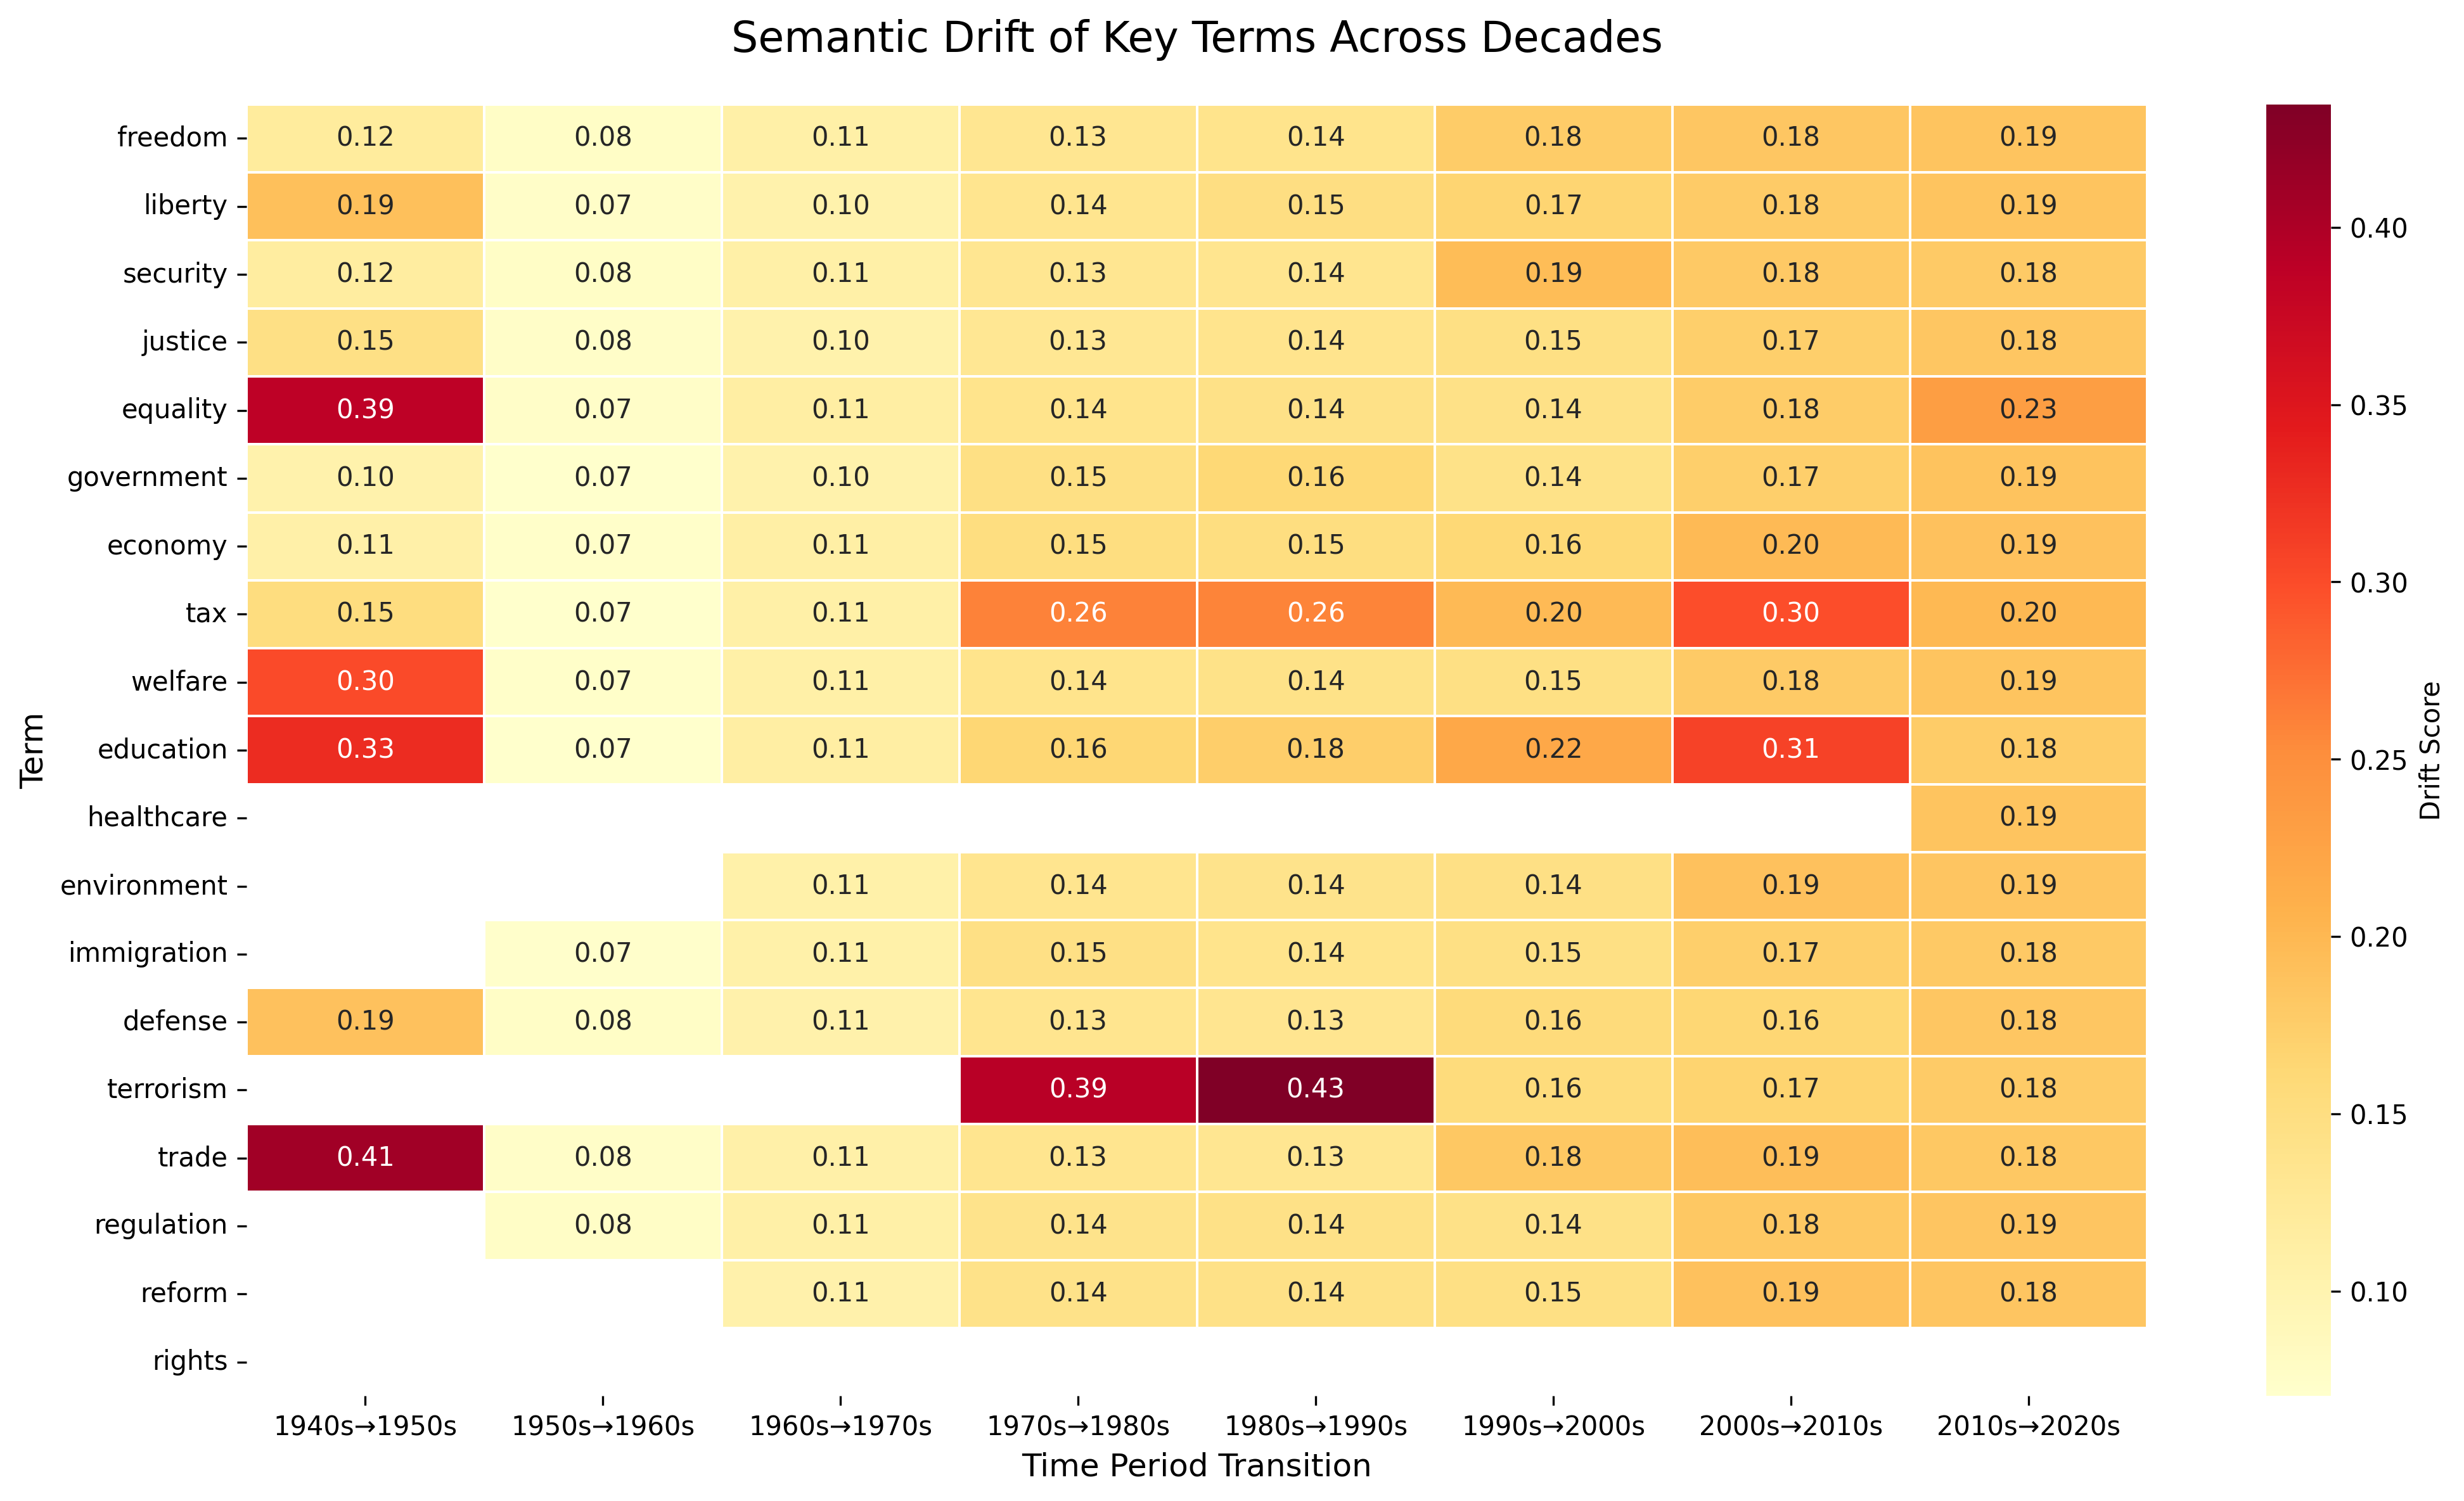 Semantic Drift of Key Terms Across Decades
freedom 0.12 0.08 0.11 0.13 0.14 0.18 0.18 0.19
liberty 0.19 0.07 0.10 0.14 0.15 0.17 0.18 0.19
security 0.12 0.08 0.11 0.13 0.14 0.19 0.18 0.18
justice 0.15 0.08 0.10 0.13 0.14 0.15 0.17 0.18
equality 0.39 0.07 0.11 0.14 0.14 0.14 0.18 0.23
government 0.10 0.07 0.10 0.15 0.16 0.14 0.17 0.19
economy 0.11 0.07 0.11 0.15 0.15 0.16 0.20 0.19
tax 0.15 0.07 0.11 0.26 0.26 0.20 0.30 0.20
welfare 0.30 0.07 0.11 0.14 0.14 0.15 0.18 0.19
education 0.33 0.07 0.11 0.16 0.18 0.22 0.31 0.18
healthcare 0.19
environment 0.11 0.14 0.14 0.14 0.19 0.19
immigration 0.07 0.11 0.15 0.14 0.15 0.17 0.18
defense 0.19 0.08 0.11 0.13 0.13 0.16 0.16 0.18
terrorism 0.39 0.43 0.16 0.17 0.18
trade 0.41 0.08 0.11 0.13 0.13 0.18 0.19 0.18
regulation 0.08 0.11 0.14 0.14 0.14 0.18 0.19
reform 0.11 0.14 0.14 0.15 0.19 0.18
rights
1940s→1950s 1950s→1960s 1960s→1970s 1970s→1980s 1980s→1990s 1990s→2000s 2000s→2010s 2010s→2020s
Time Period Transition
Term
0.40
0.35
0.30
0.25
0.20
0.15
0.10
Drift Score